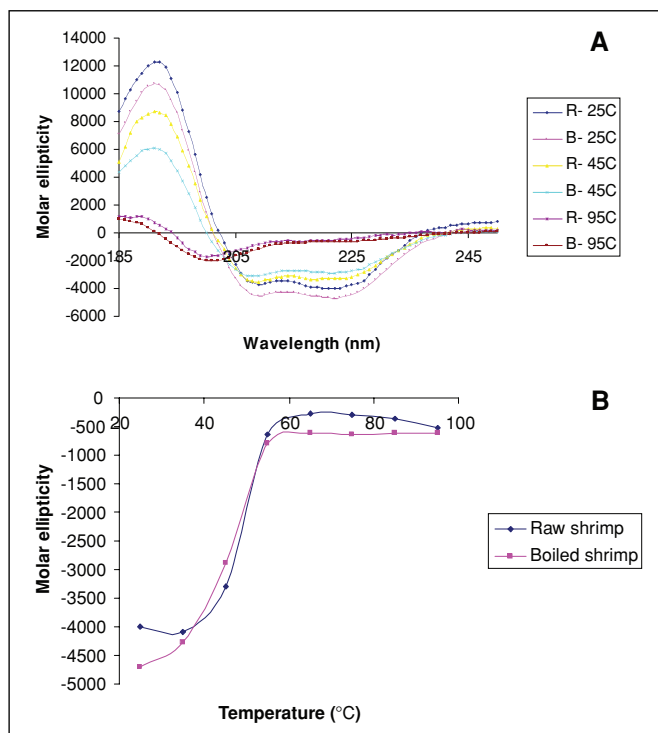 A
14000
12000
10000
8000
6000
4000
2000
0
-2000
-4000
-6000
185
205
225
245
Molar ellipticity
Wavelength (nm)
R- 25C
B- 25C
R- 45C
B- 45C
R- 95C
B- 95C
B
0
-500
-1000
-1500
-2000
-2500
-3000
-3500
-4000
-4500
-5000
20
40
60
80
100
Molar ellipticity
Temperature (°C)
Raw shrimp
Boiled shrimp